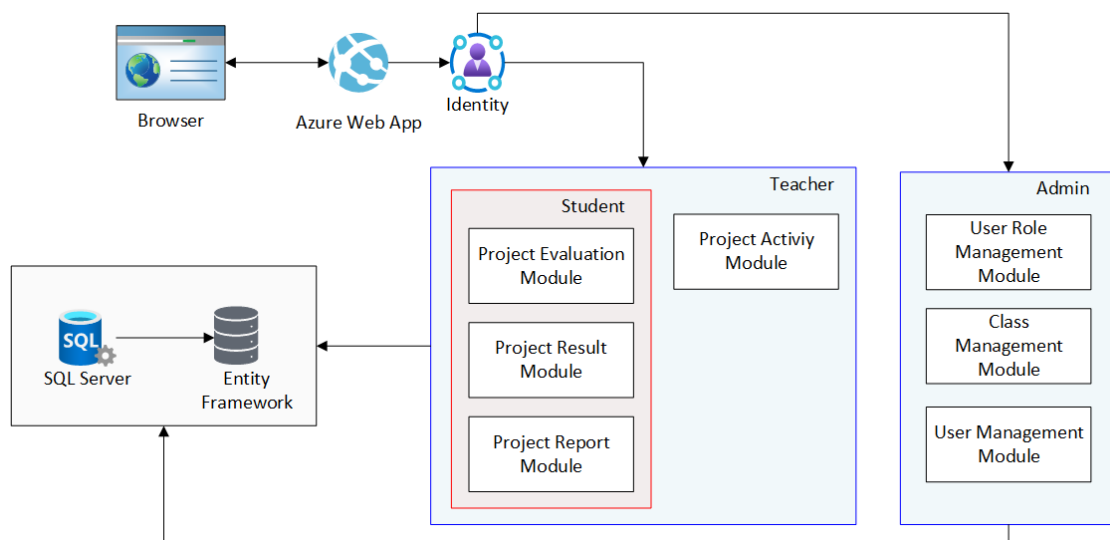 Browser
Azure Web App
Identity
Teacher
Student
Project Evaluation
Module
Project Result
Module
Project Report
Module
Project Activiy
Module
Admin
User Role
Management
Module
Class
Management
Module
User Management
Module
SQL
SQL Server
Entity
Framework